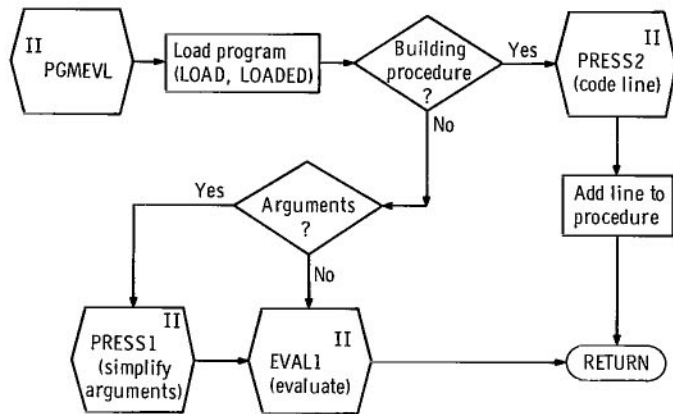 II
PGMEVL
Load program
(LOAD, LOADED)
Building
procedure
?
Yes
II
PRESS2
(code line)
No
Add line to
procedure
Yes
Arguments
?
No
II
PRESS1
(simplify
arguments)
II
EVAL1
(evaluate)
RETURN